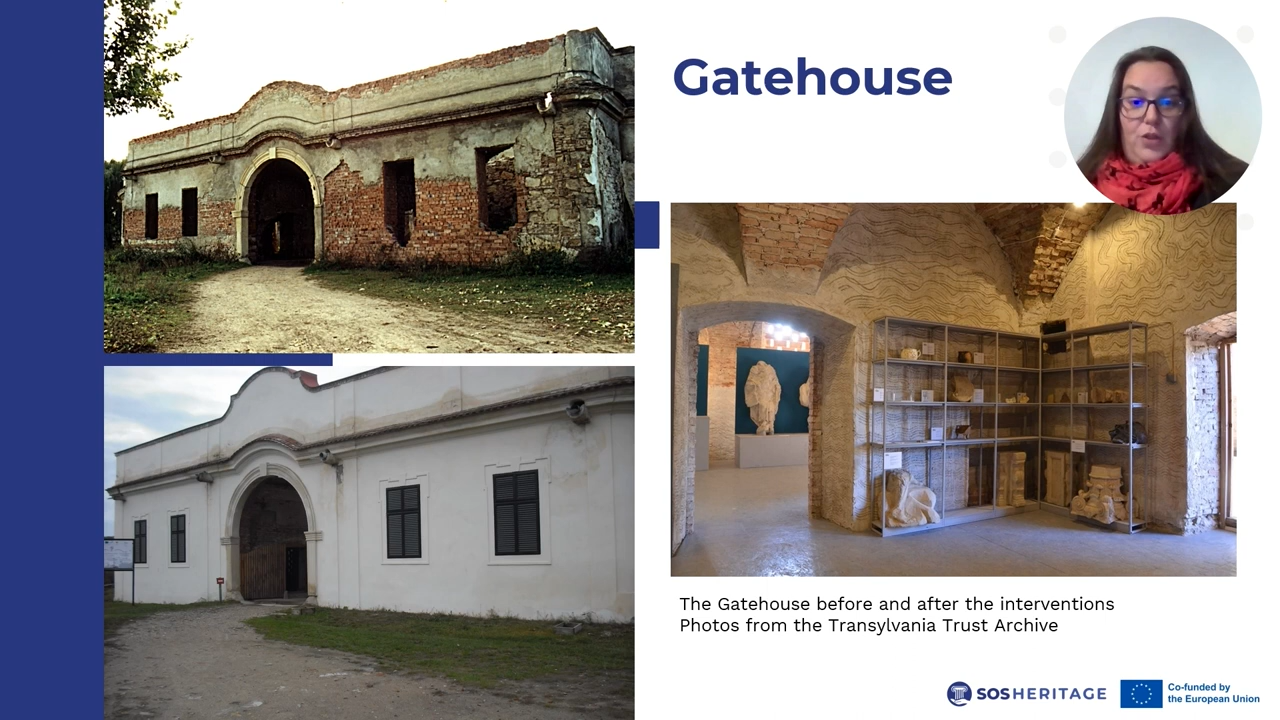 Gatehouse
The Gatehouse before and after the interventions
Photos from the Transylvania Trust Archive
SOSHERITAGE
Co-funded by
the European Union